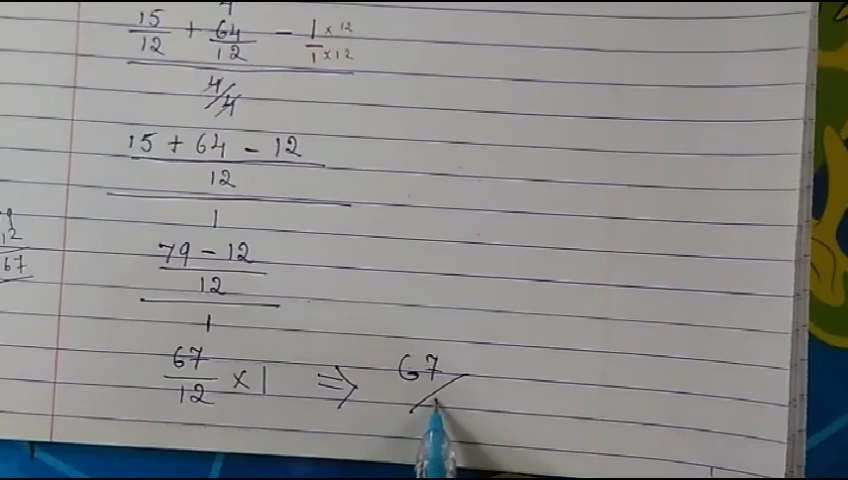 15/12 + 64/12 - 1 × 12/1 × 12
4/4
15 + 64 - 12
12
1
79 - 12
12
1
67/12 × 1 ⇒ 67/
12
67